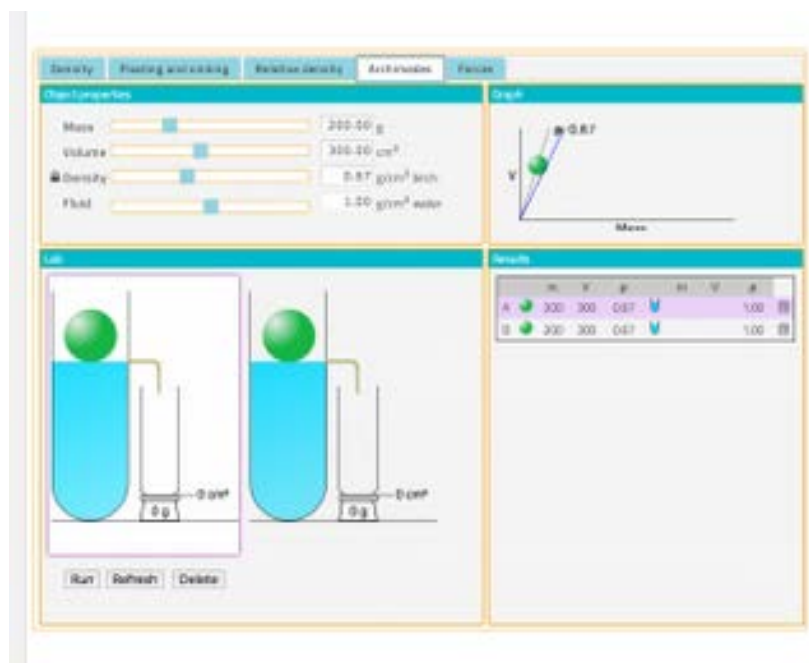 Density Floating and sinking Relative density Archimedes Forces
Object properties
Mass 200.00 g
Volume 300.00 cm³
Density 0.67 g/cm³ birch
Fluid 1.00 g/cm³ water
Graph
0.67
V
Mass
Lab
0 cm³
0 g
0 cm³
0 g
Run Refresh Delete
Results
m V ρ m V ρ
A 200 300 0.67 1.00
B 200 300 0.67 1.00